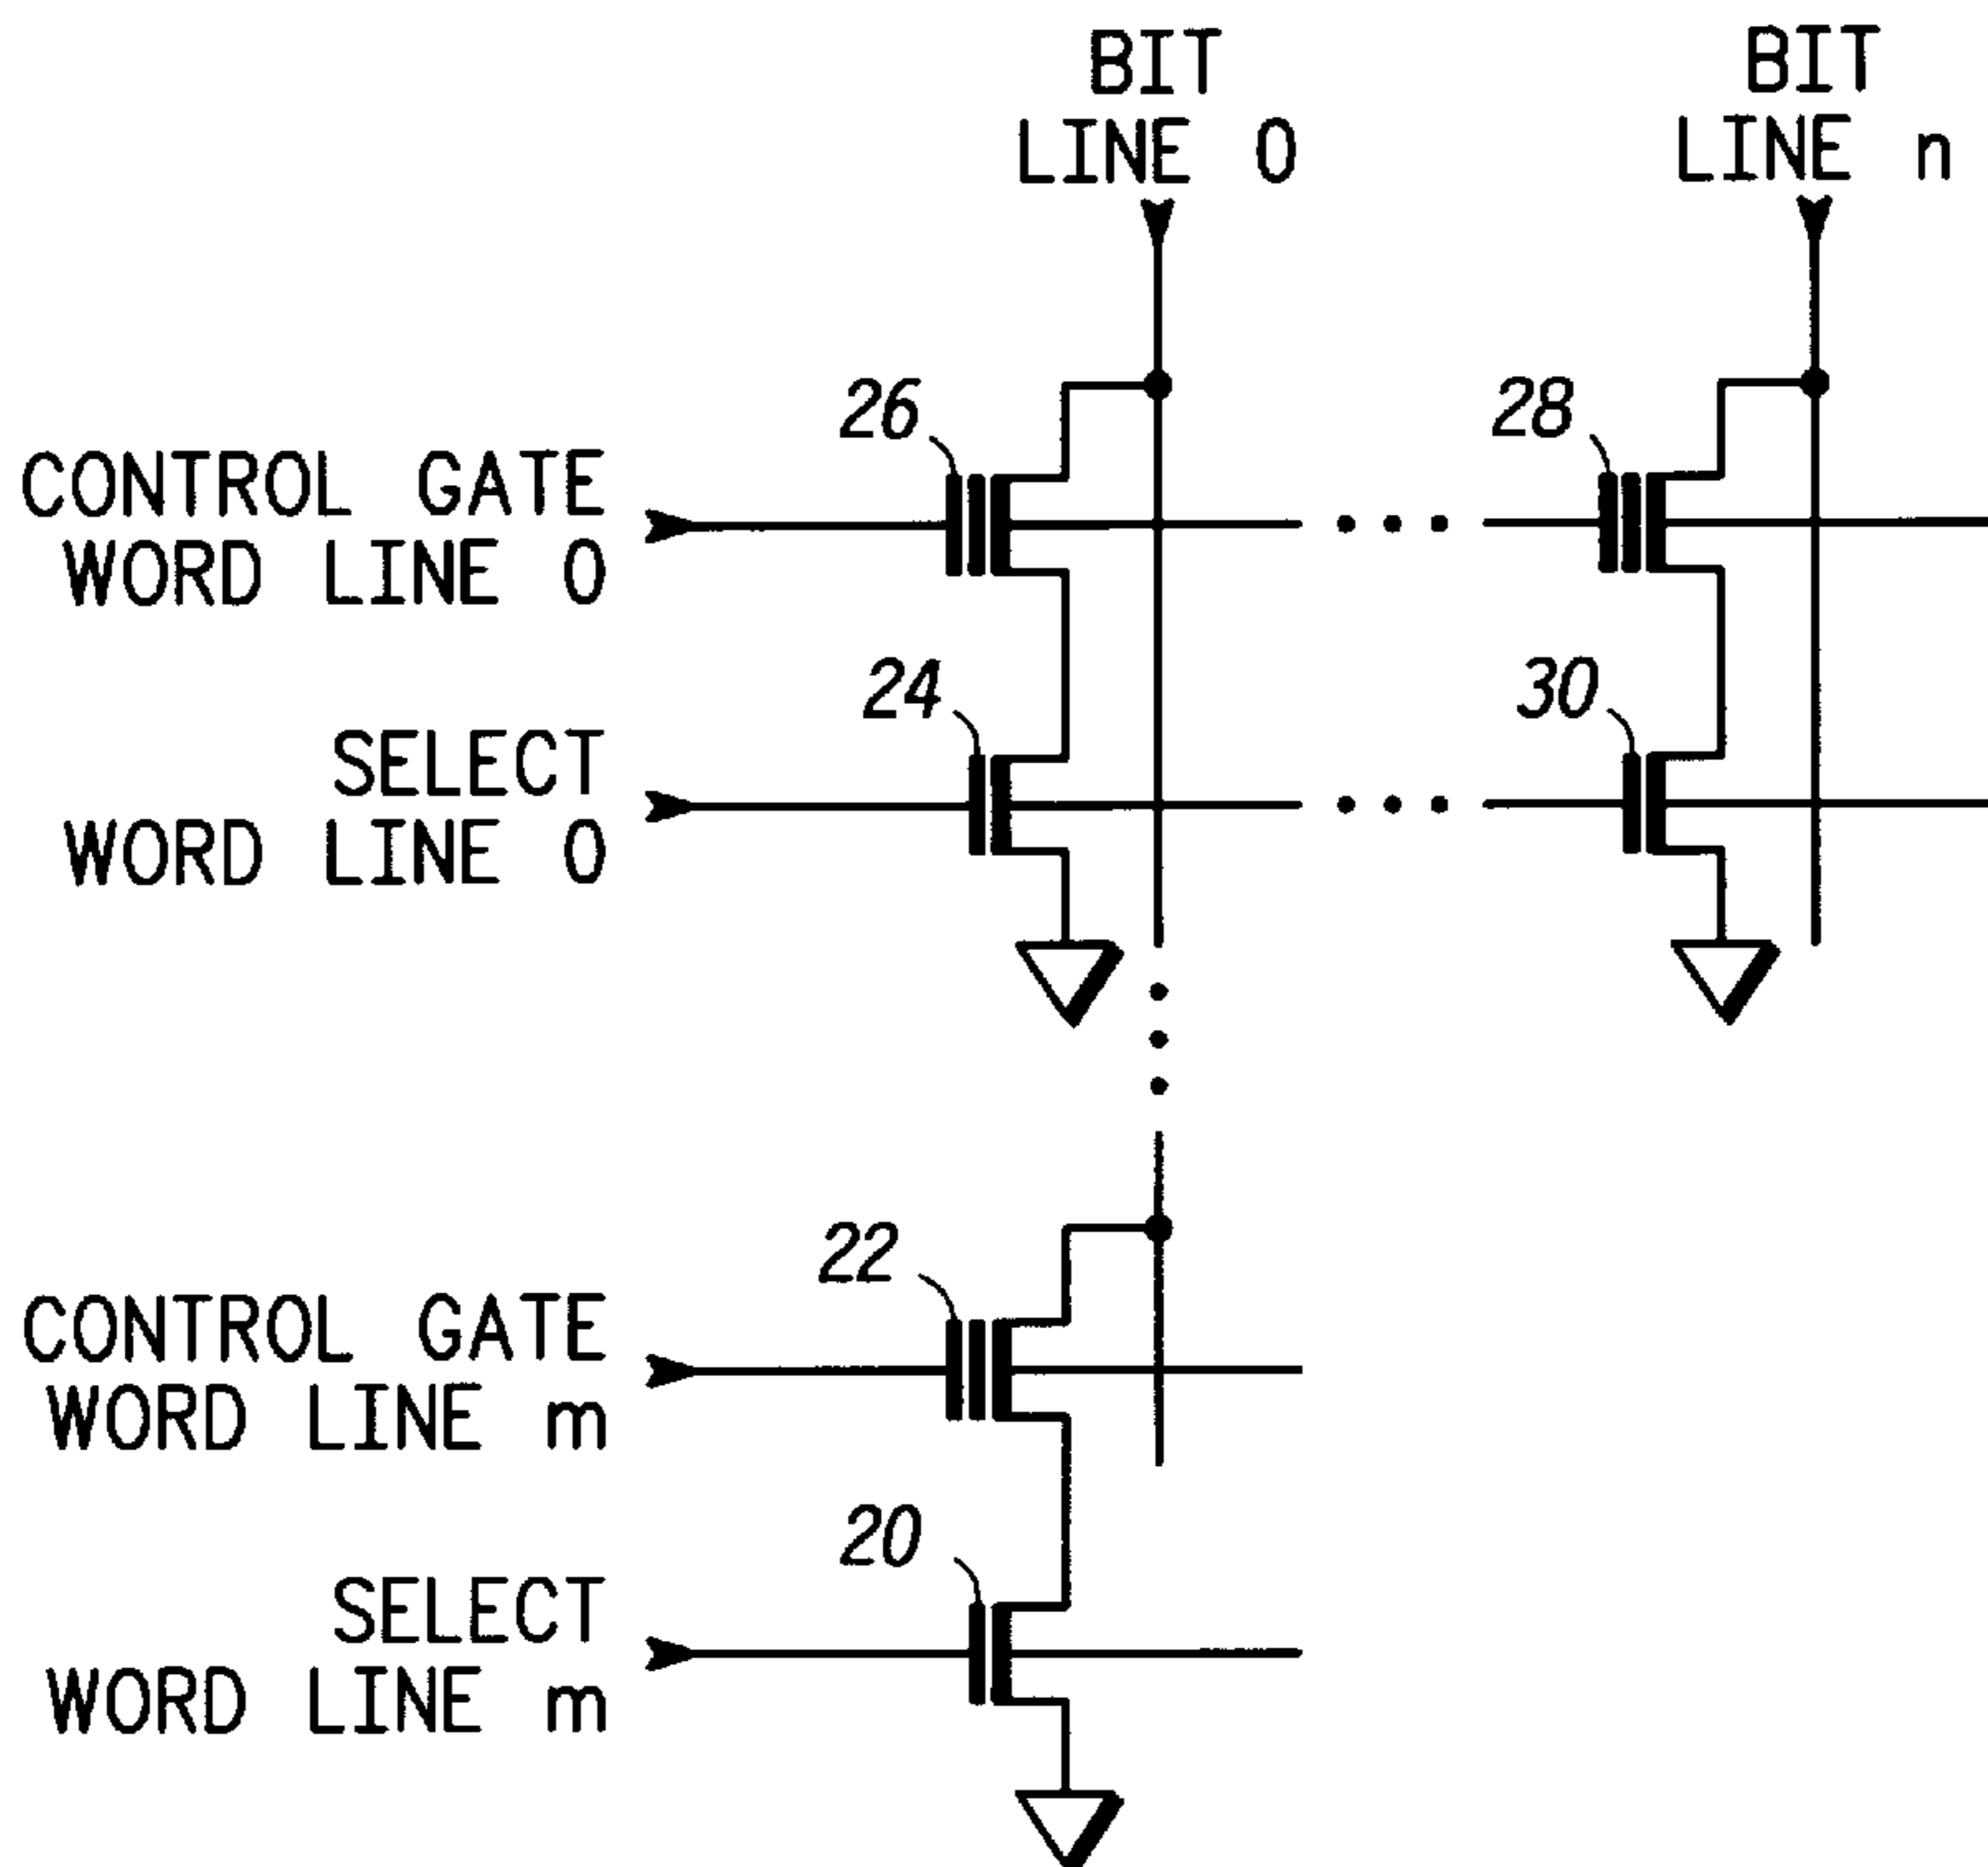 BIT
LINE 0
BIT
LINE n
26
28
CONTROL GATE
WORD LINE 0
24
30
SELECT
WORD LINE 0
22
CONTROL GATE
WORD LINE m
20
SELECT
WORD LINE m